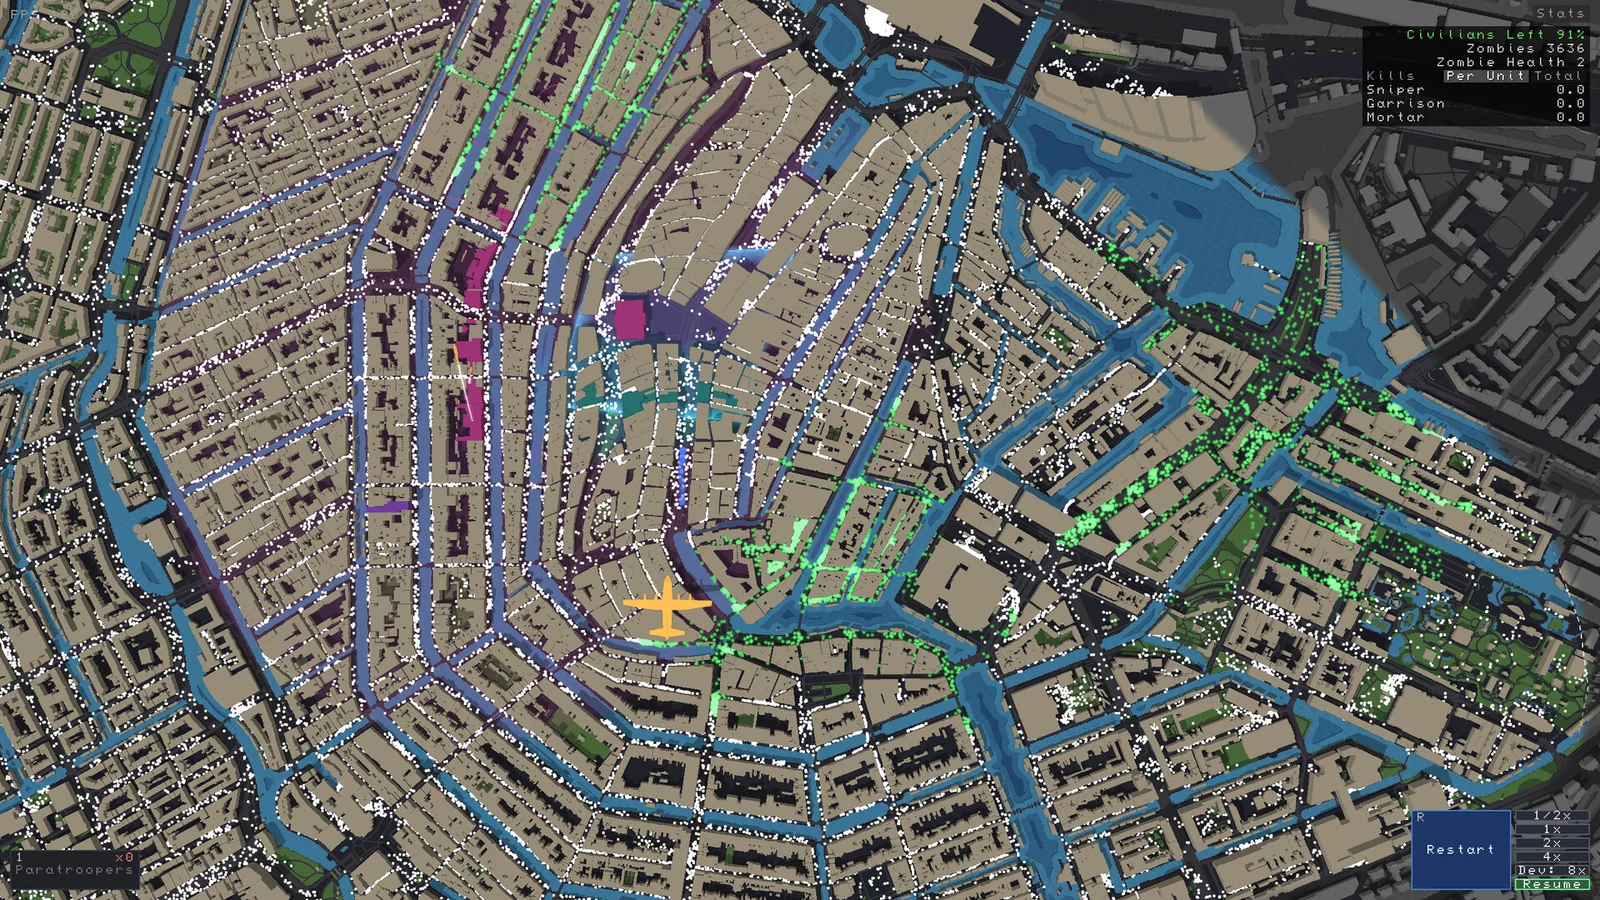 FPS
Stats
Civilians Left 91%
Zombies 3636
Zombie Health 2
Kills Per Unit Total
Sniper 0.0
Garrison 0.0
Mortar 0.0
1 x0
Paratroopers
R
Restart
1/2x
1x
2x
4x
Dev: 8x
Resume